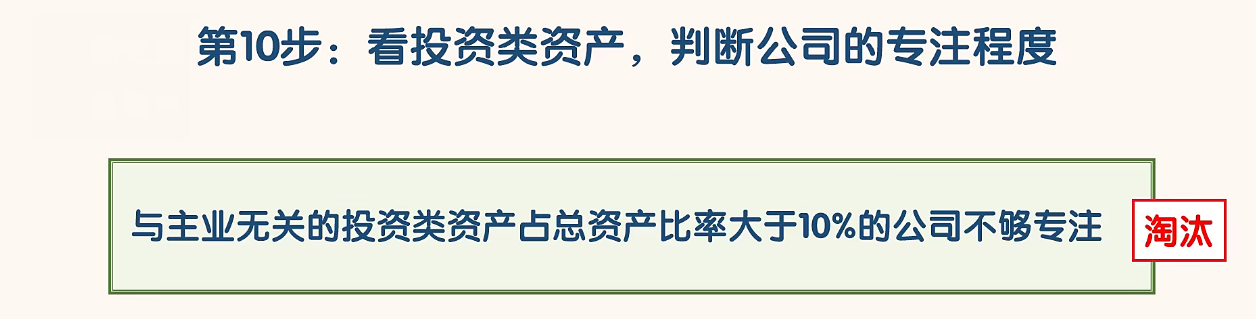 第10步：看投资类资产，判断公司的专注程度
与主业无关的投资类资产占总资产比率大于10%的公司不够专注
淘汰